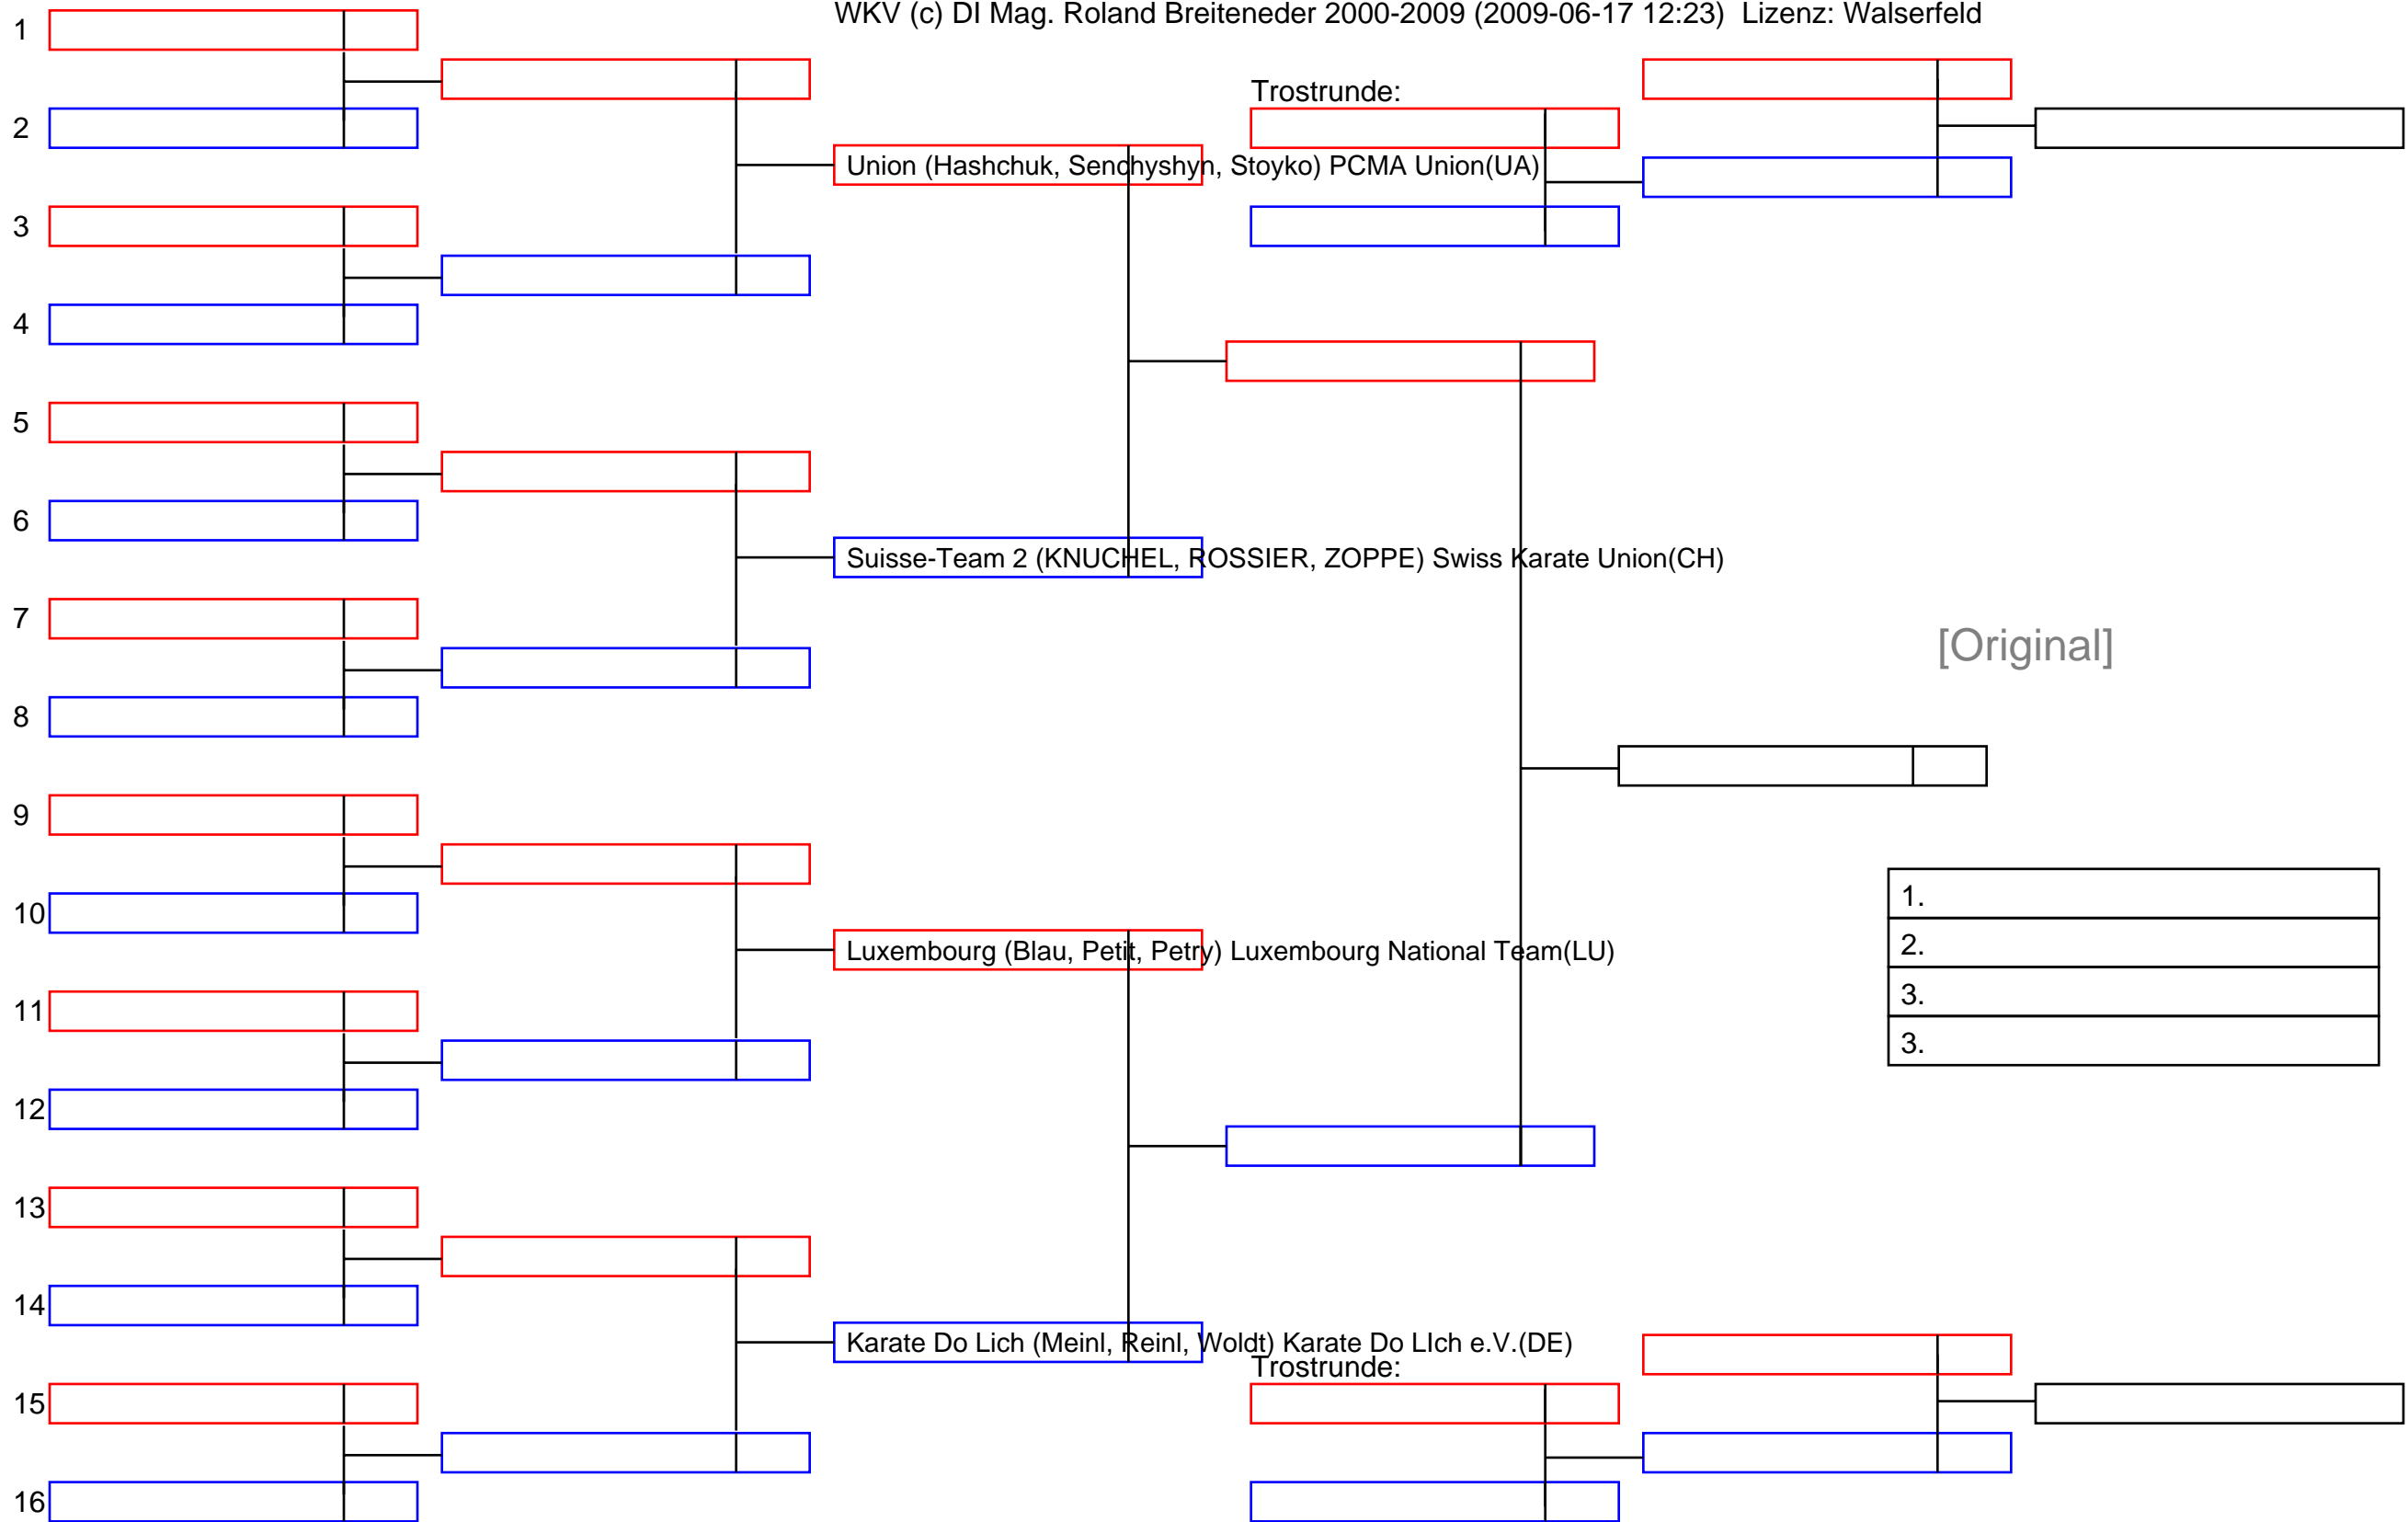 WKV (c) DI Mag. Roland Breiteneder 2000-2009 (2009-06-17 12:23) Lizenz: Walserfeld
1
Trostrunde:
2
Union (Hashchuk, Senchyshyn, Stoyko) PCMA Union(UA)
3
4
5
6
Suisse-Team 2 (KNUCHEL, ROSSIER, ZOPPE) Swiss Karate Union(CH)
7
[Original]
8
9
1.
10
2.
Luxembourg (Blau, Petit, Petry) Luxembourg National Team(LU)
3.
11
3.
12
13
14
Karate Do Lich (Meinl, Reinl, Woldt) Karate Do LIch e.V.(DE)
Trostrunde:
15
16